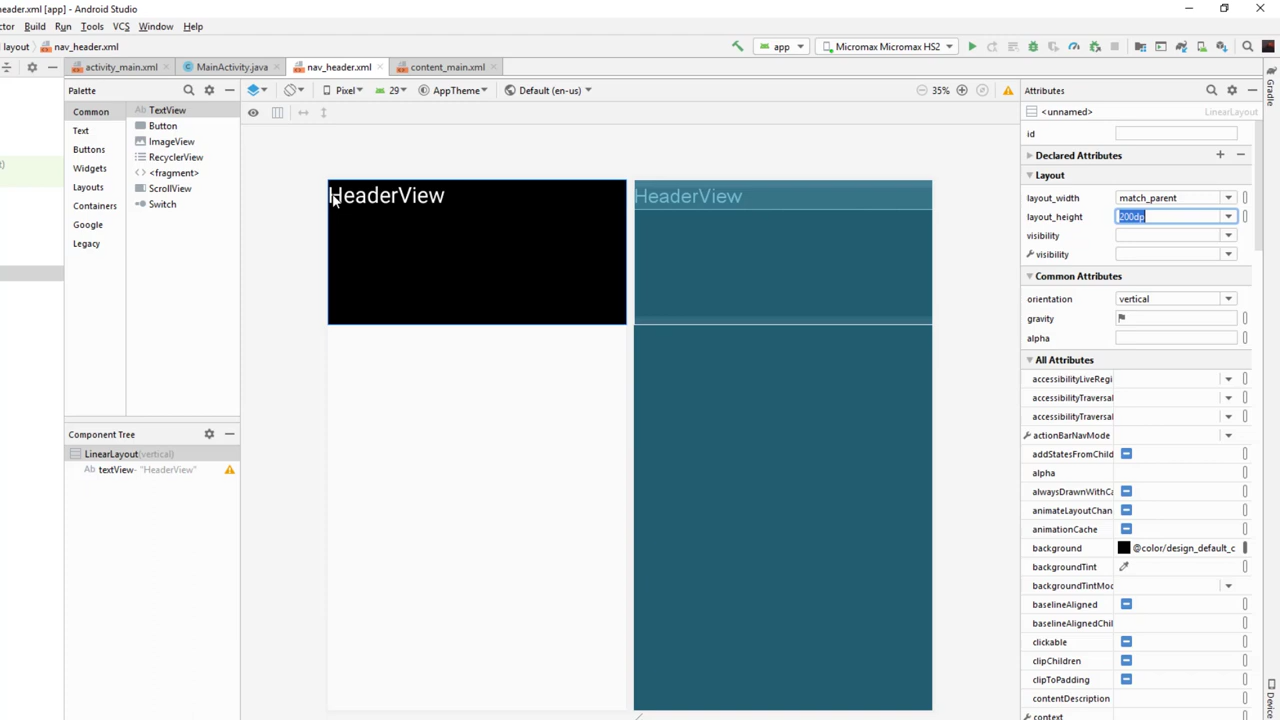 header.xml [app] - Android Studio
ctor Build Run Tools VCS Window Help
layout nav_header.xml app Micromax Micromax HS2
activity_main.xml MainActivity.java nav_header.xml content_main.xml
Palette Pixel 29 AppTheme Default (en-us) 35% Attributes
Common Ab TextView <unnamed> LinearLayout
Text Button id
Buttons ImageView Declared Attributes
Widgets RecyclerView Layout
Layouts <> <fragment> layout_width match_parent
Containers ScrollView layout_height 200dp
Google Switch visibility
Legacy visibility
HeaderView HeaderView
Common Attributes
orientation vertical
gravity
alpha
All Attributes
accessibilityLiveRegi
accessibilityTraversal
accessibilityTraversal
Component Tree actionBarNavMode
LinearLayout(vertical) addStatesFromChild
Ab textView- "HeaderView" alpha
alwaysDrawnWithCa
animateLayoutChan
animationCache
background @color/design_default_c
backgroundTint
backgroundTintMod
baselineAligned
baselineAlignedChil
clickable
clipChildren
clipToPadding
contentDescription
context
Gradle